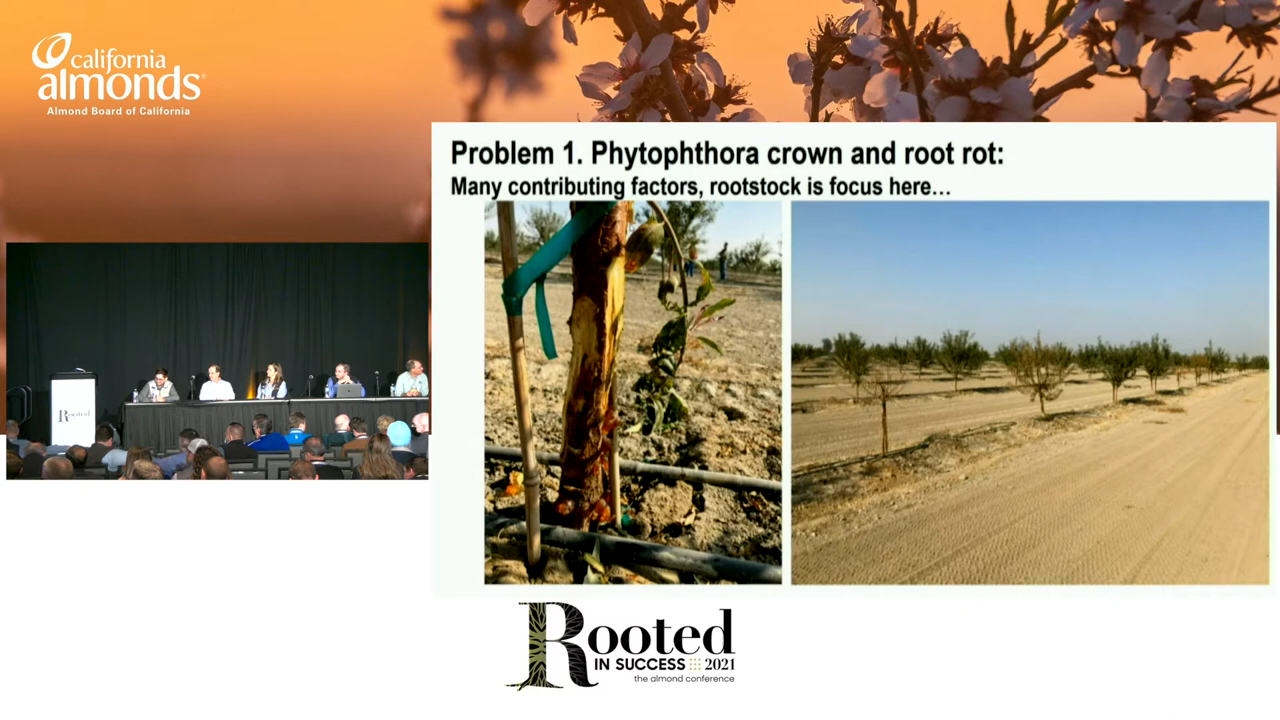 california
almonds
Almond Board of California
Problem 1. Phytophthora crown and root rot:
Many contributing factors, rootstock is focus here…
Rooted
Rooted
IN SUCCESS 2021
the almond conference